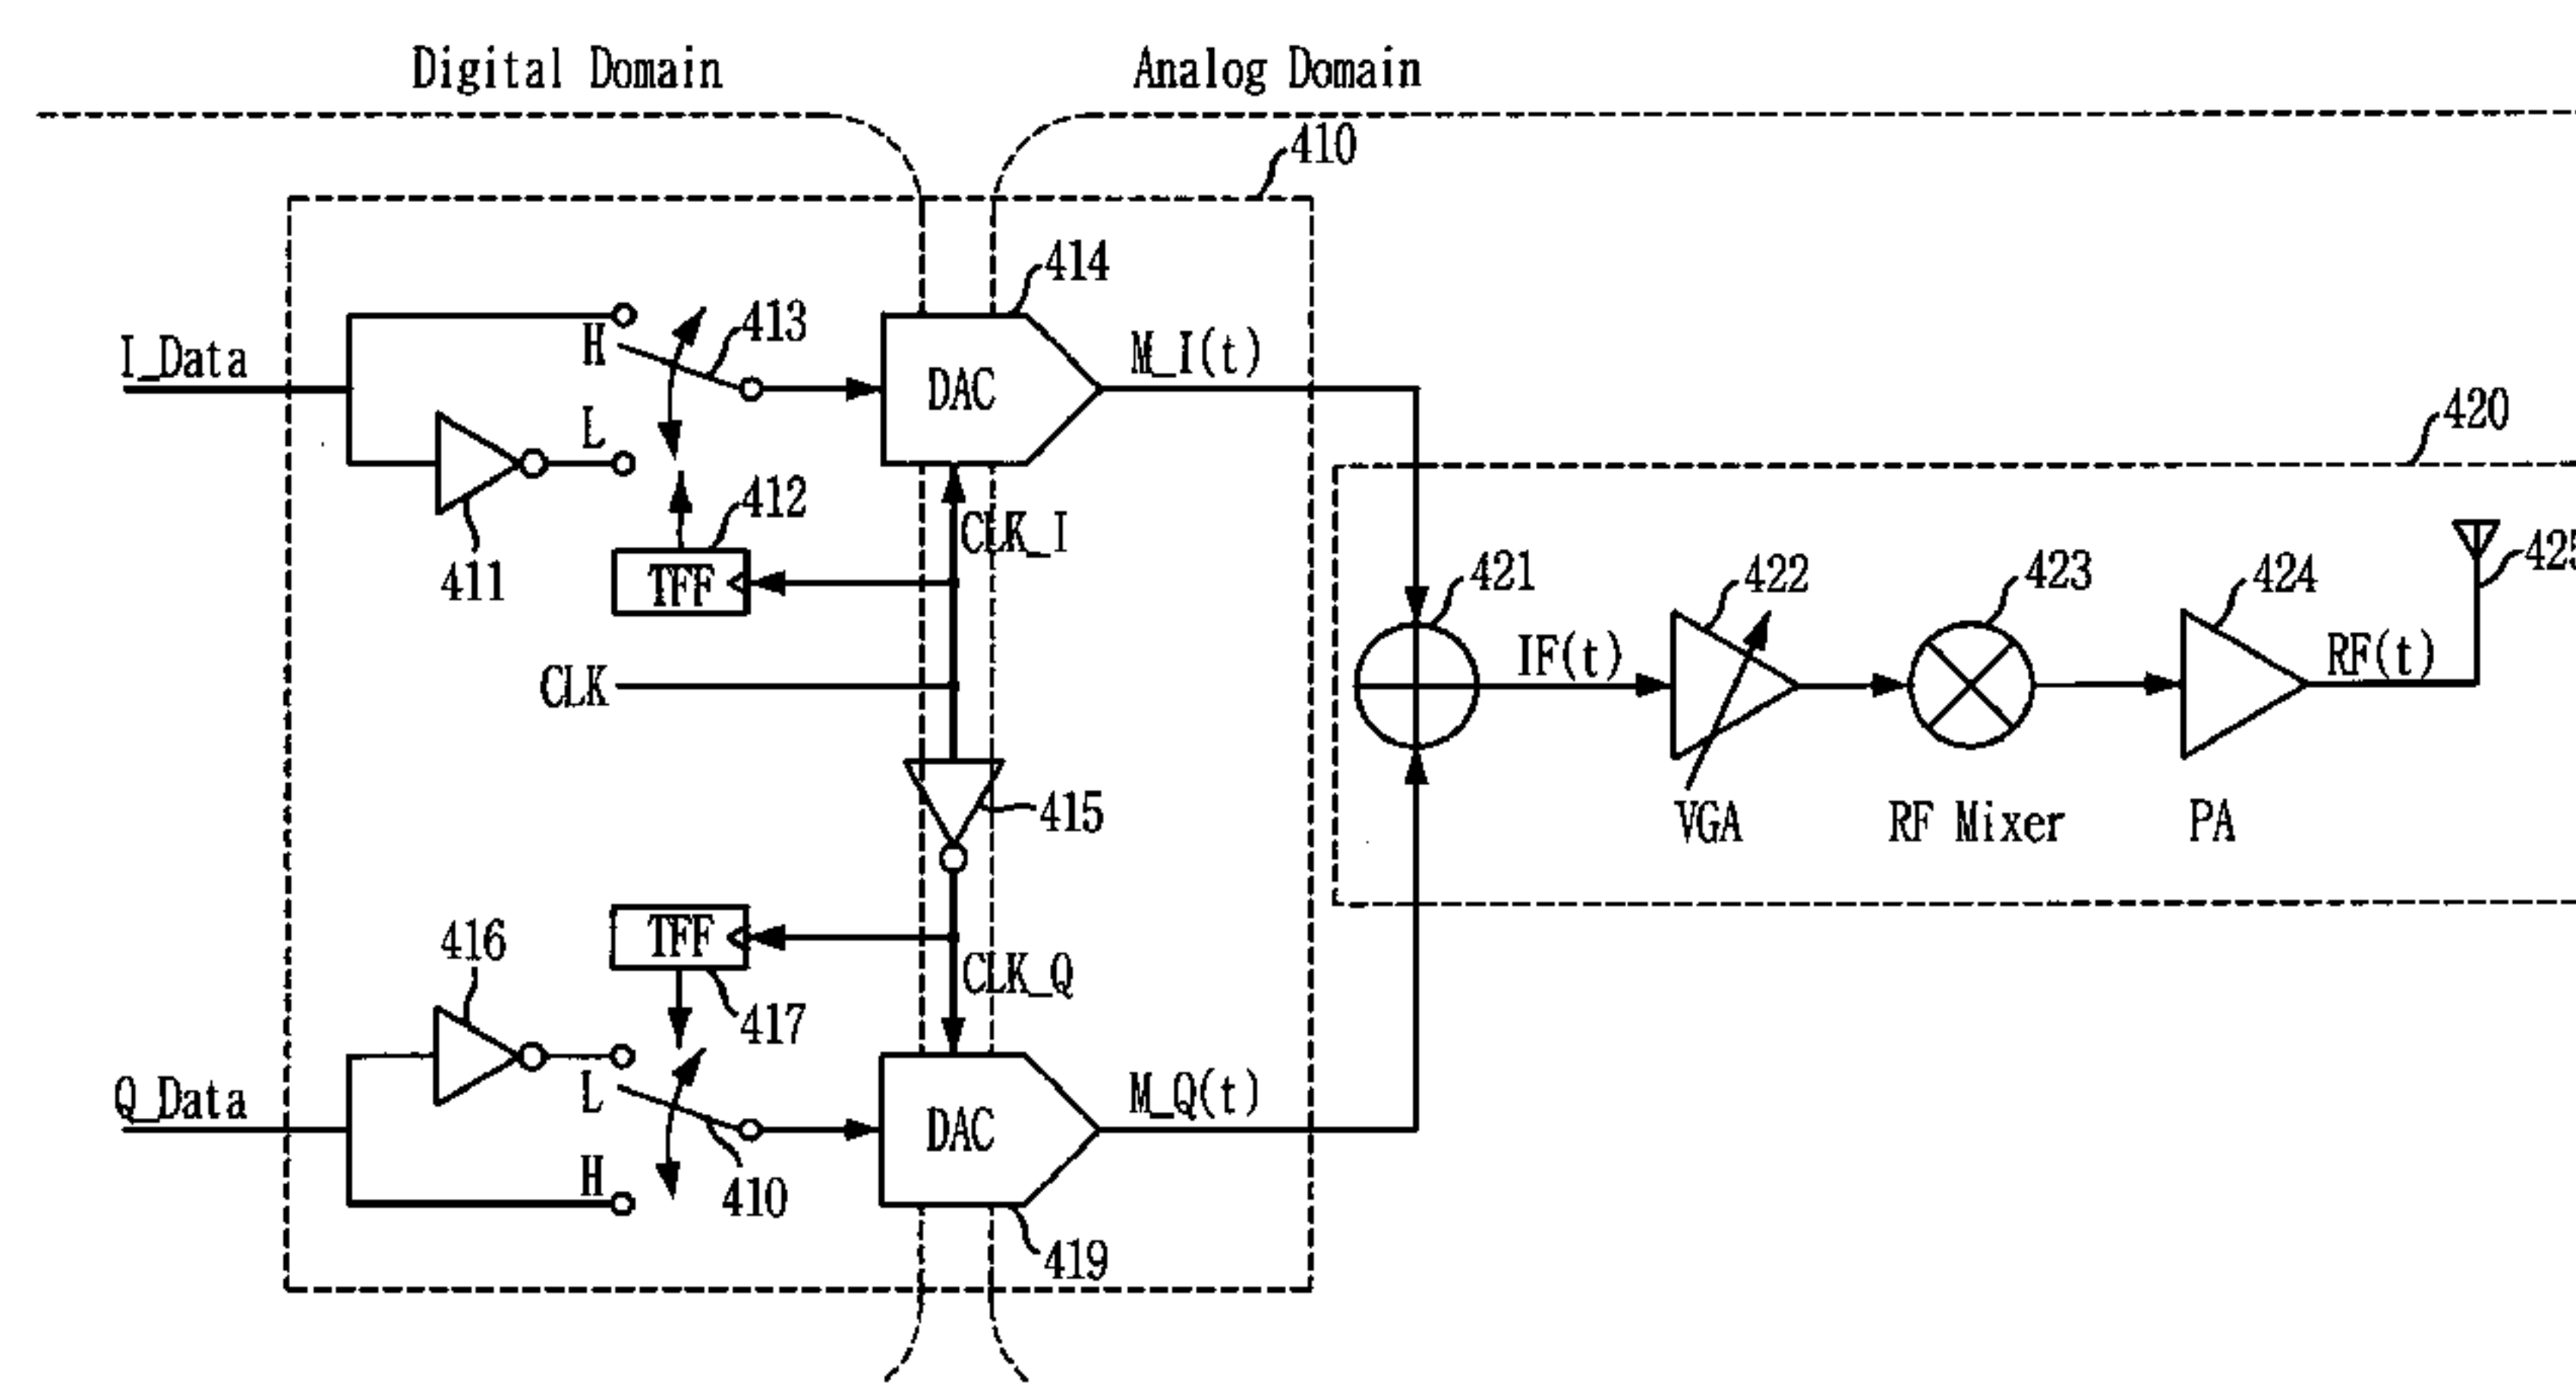 Digital Domain
Analog Domain
410
414
I_Data
H
413
DAC
M_I(t)
L
420
412
CLK_I
411
TFF
421
422
423
424
425
CLK
IF(t)
RF(t)
415
VGA
RF Mixer
PA
416
TFF
CLK_Q
417
Q_Data
L
DAC
M_Q(t)
H
410
419